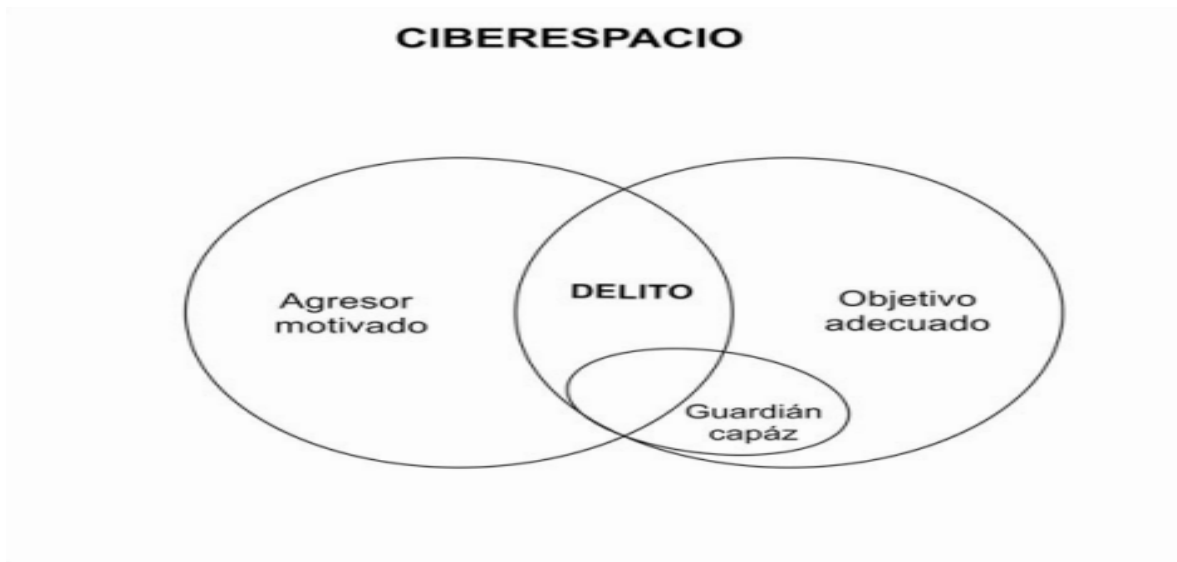 CIBERESPACIO
Agresor
motivado
DELITO
Objetivo
adecuado
Guardián
capáz